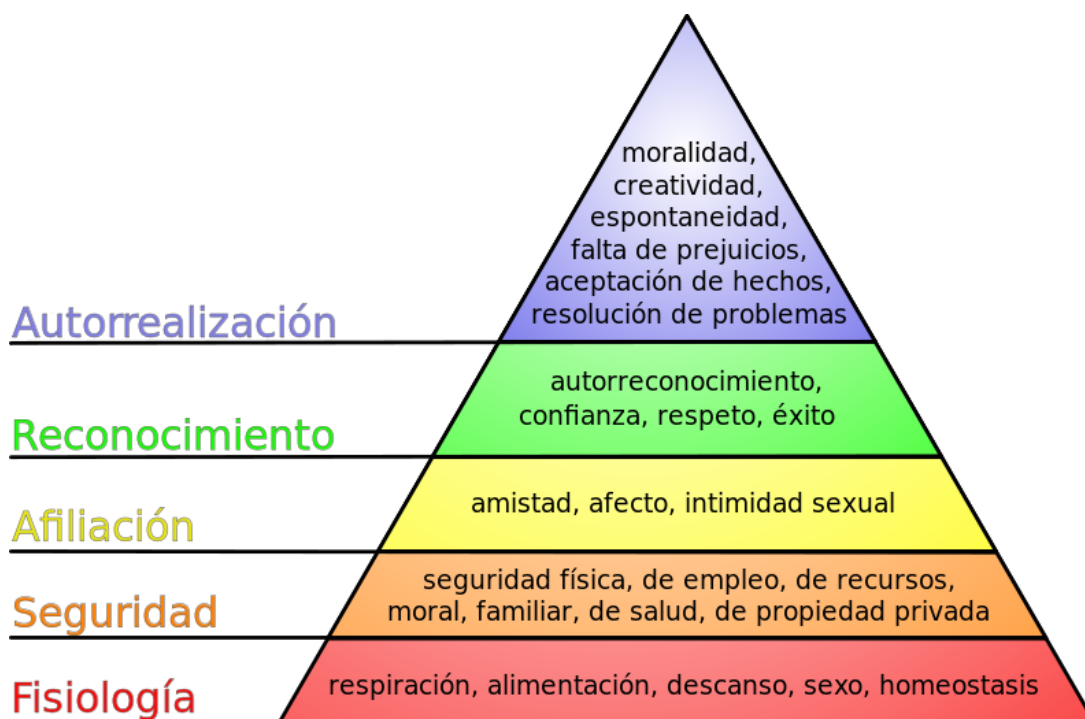 moralidad,
creatividad,
espontaneidad,
falta de prejuicios,
aceptación de hechos,
resolución de problemas
Autorrealización
autorreconocimiento,
confianza, respeto, éxito
Reconocimiento
amistad, afecto, intimidad sexual
Afiliación
seguridad física, de empleo, de recursos,
moral, familiar, de salud, de propiedad privada
Seguridad
respiración, alimentación, descanso, sexo, homeostasis
Fisiología